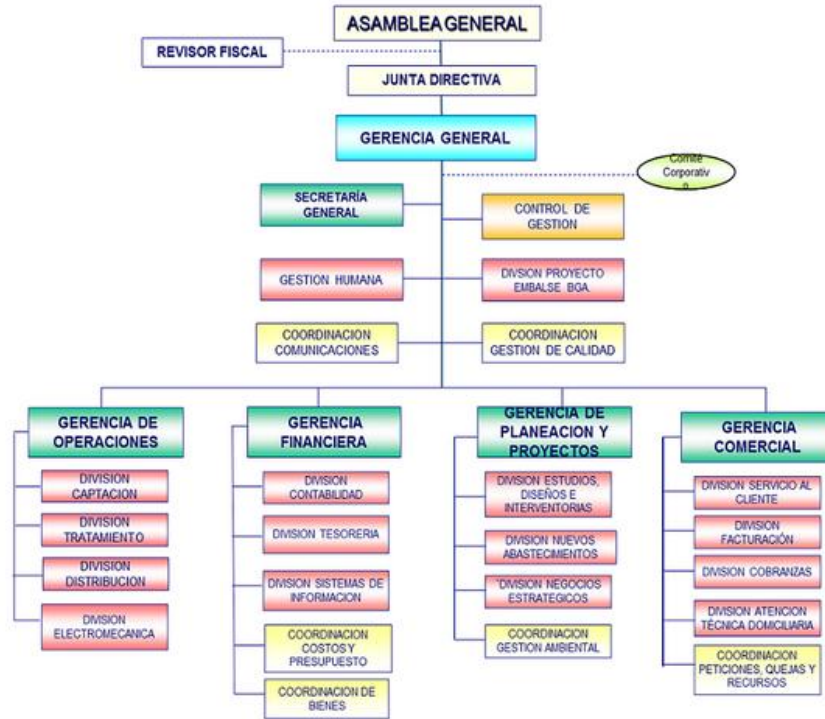 ASAMBLEA GENERAL
REVISOR FISCAL
JUNTA DIRECTIVA
GERENCIA GENERAL
Comité
Corporativ
o
SECRETARÍA
GENERAL
CONTROL DE
GESTION
GESTION HUMANA
DIVSION PROYECTO
EMBALSE BGA.
COORDINACION
COMUNICACIONES
COORDINACION
GESTION DE CALIDAD
GERENCIA DE
OPERACIONES
DIVISION
CAPTACION
DIVISION
TRATAMIENTO
DIVISION
DISTRIBUCION
DIVISION
ELECTROMECANICA
GERENCIA
FINANCIERA
DIVISION
CONTABILIDAD
DIVISION TESORERIA
DIVISION SISTEMAS DE
INFORMACION
COORDINACION
COSTOS Y
PRESUPUESTO
COORDINACION DE
BIENES
GERENCIA DE
PLANEACION Y
PROYECTOS
DIVISION ESTUDIOS,
DISEÑOS E
INTERVENTORIAS
DIVISION NUEVOS
ABASTECIMIENTOS
`DIVISION NEGOCIOS
ESTRATEGICOS
COORDINACION
GESTION AMBIENTAL
GERENCIA
COMERCIAL
DIVISION SERVICIO AL
CLIENTE
DIVISION
FACTURACIÓN
DIVISION COBRANZAS
DIVISION ATENCION
TÉCNICA DOMICILIARIA
COORDINACION
PETICIONES, QUEJAS Y
RECURSOS